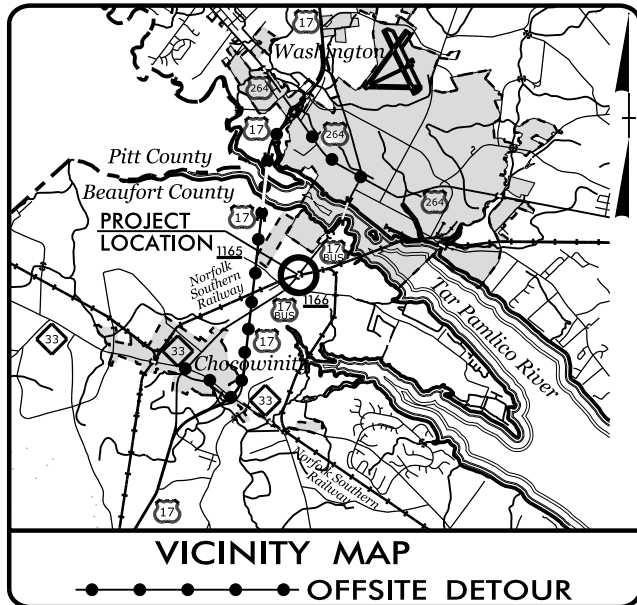 17
Washington
264
17
264
Pitt County
Beaufort County
264
17
PROJECT
LOCATION
1165
17
BUS
Norfolk
Southern
Railway
1166
17
BUS
Tar Pamlico River
33
33
17
Chocowinity
33
Norfolk Southern
Railway
17
VICINITY MAP
OFFSITE DETOUR